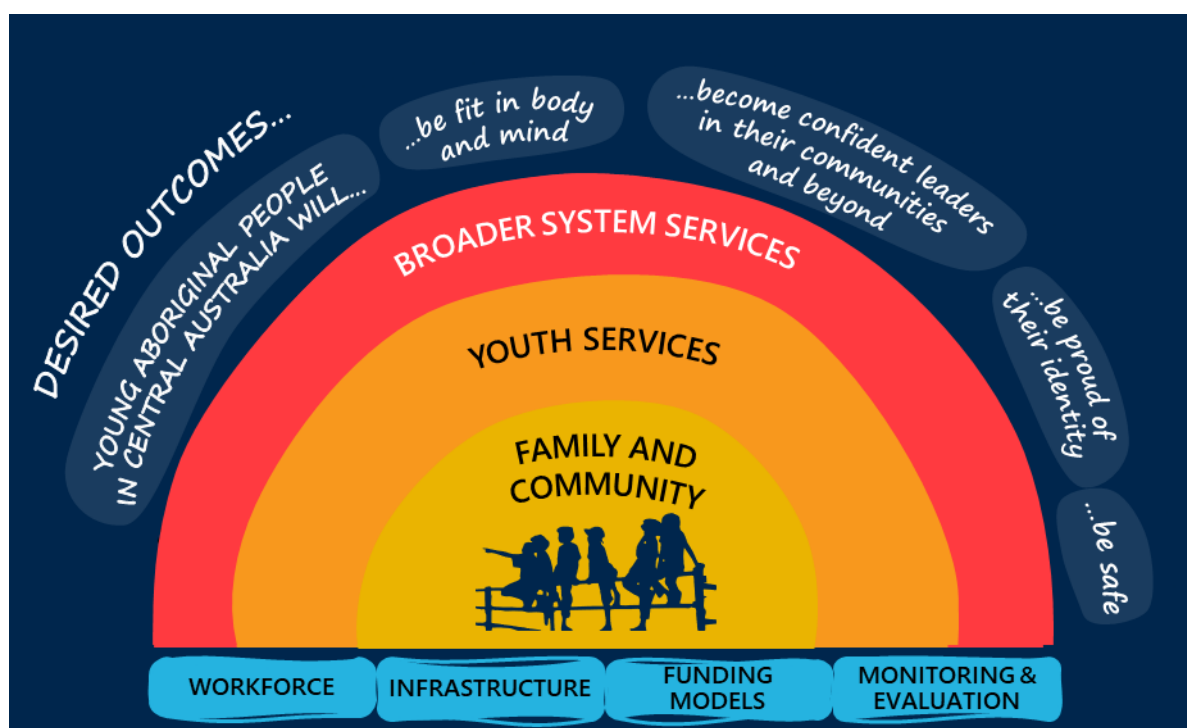 DESIRED OUTCOMES...
YOUNG ABORIGINAL PEOPLE
IN CENTRAL AUSTRALIA WILL...
...be fit in body
and mind
...become confident leaders
in their communities
and beyond
...be proud of
their identity
...be safe
BROADER SYSTEM SERVICES
YOUTH SERVICES
FAMILY AND
COMMUNITY
WORKFORCE
INFRASTRUCTURE
FUNDING
MODELS
MONITORING &
EVALUATION